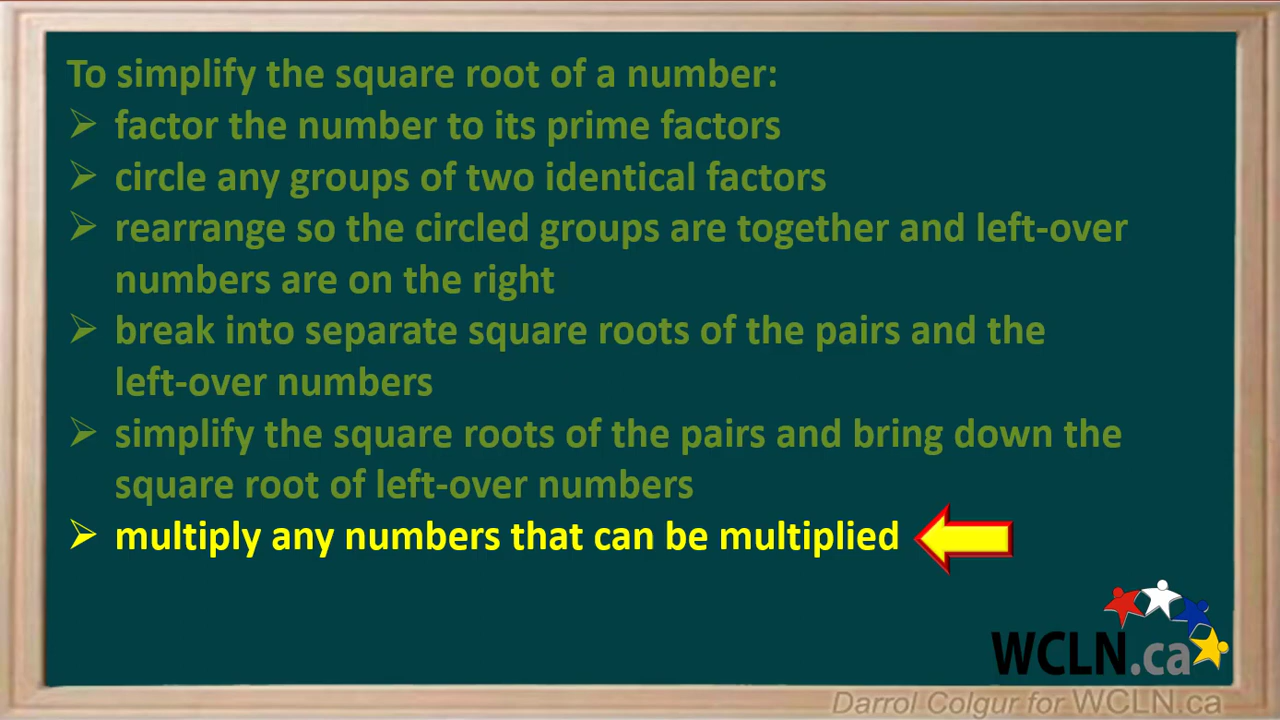 To simplify the square root of a number:
➢ factor the number to its prime factors
➢ circle any groups of two identical factors
➢ rearrange so the circled groups are together and left-over
numbers are on the right
➢ break into separate square roots of the pairs and the
left-over numbers
➢ simplify the square roots of the pairs and bring down the
square root of left-over numbers
➢ multiply any numbers that can be multiplied
WCLN.ca
Darrol Colgur for WCLN.ca